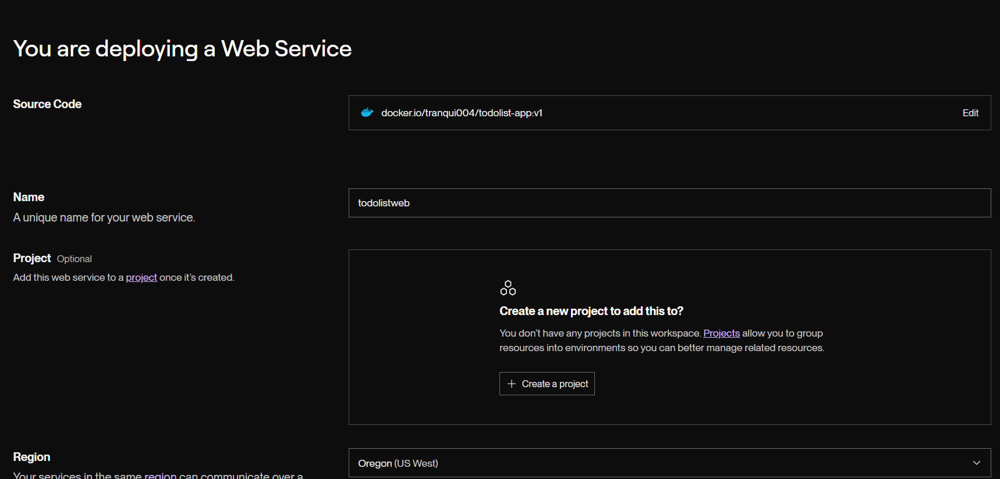 You are deploying a Web Service
Source Code
docker.io/tranqui004/todolist-app:v1
Edit
Name
A unique name for your web service.
todolistweb
Project Optional
Add this web service to a project once it's created.
Create a new project to add this to?
You don't have any projects in this workspace. Projects allow you to group
resources into environments so you can better manage related resources.
Create a project
Region
Your services in the same region can communicate over a
Oregon (US West)